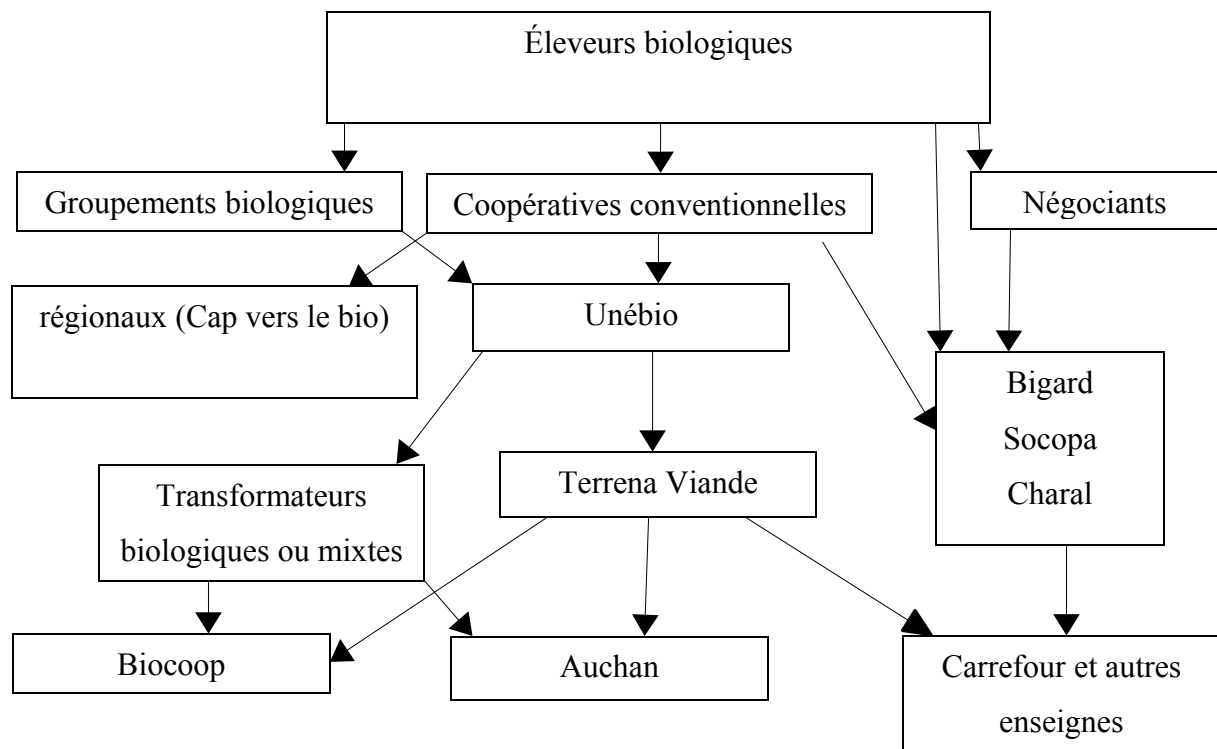 Éleveurs biologiques
Groupements biologiques
Coopératives conventionnelles
Négociants
régionaux (Cap vers le bio)
Unébio
Bigard
Socopa
Charal
Transformateurs
biologiques ou mixtes
Terrena Viande
Biocoop
Auchan
Carrefour et autres
enseignes